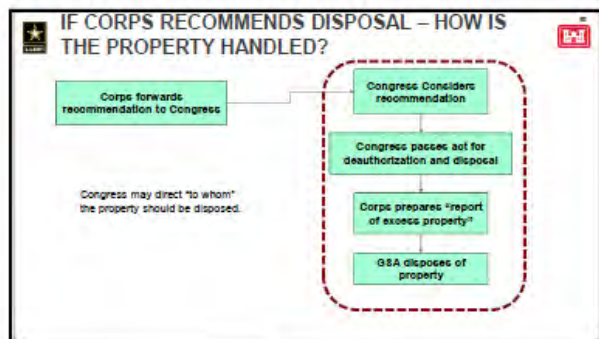 IF CORPS RECOMMENDS DISPOSAL – HOW IS
THE PROPERTY HANDLED?
Corps forwards
recommendation to Congress
Congress Considers
recommendation
Congress passes act for
deauthorization and disposal
Congress may direct "to whom"
the property should be disposed.
Corps prepares "report
of excess property"
GSA disposes of
property